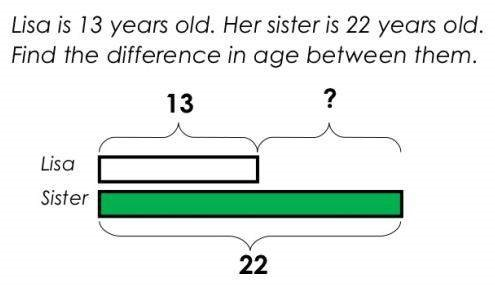 Lisa is 13 years old. Her sister is 22 years old.
Find the difference in age between them.
13 ?
Lisa
Sister
22